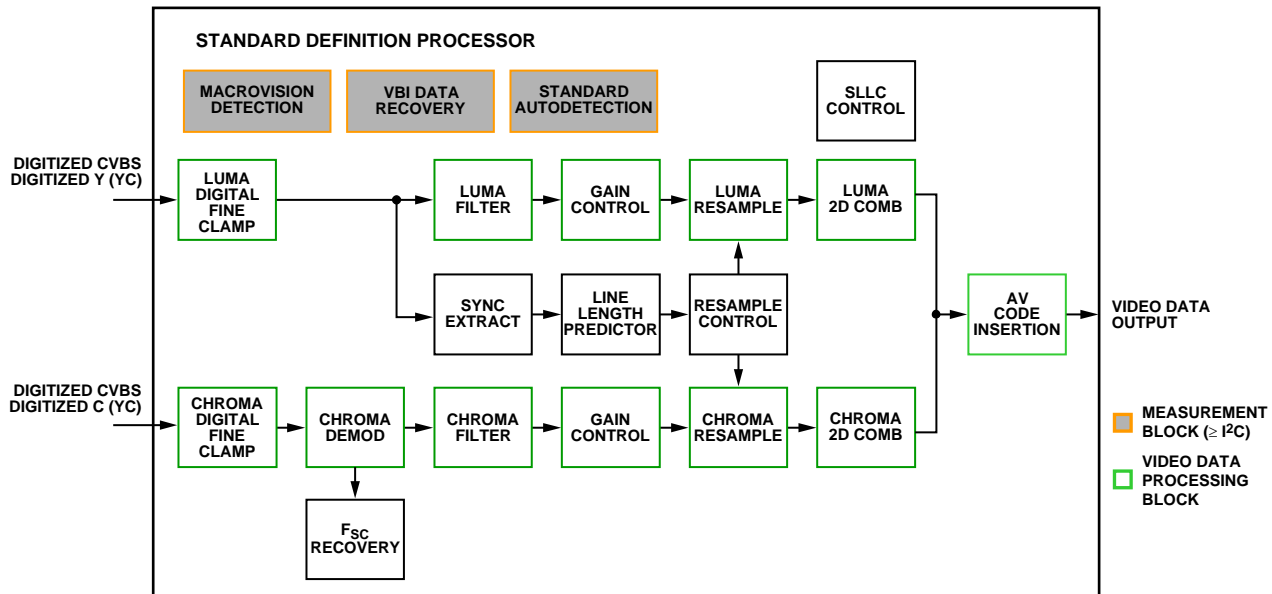 STANDARD DEFINITION PROCESSOR
MACROVISION
DETECTION
VBI DATA
RECOVERY
STANDARD
AUTODETECTION
SLLC
CONTROL
DIGITIZED CVBS
DIGITIZED Y (YC)
LUMA
DIGITAL
FINE
CLAMP
LUMA
FILTER
GAIN
CONTROL
LUMA
RESAMPLE
LUMA
2D COMB
SYNC
EXTRACT
LINE
LENGTH
PREDICTOR
RESAMPLE
CONTROL
AV
CODE
INSERTION
VIDEO DATA
OUTPUT
DIGITIZED CVBS
DIGITIZED C (YC)
CHROMA
DIGITAL
FINE
CLAMP
CHROMA
DEMOD
CHROMA
FILTER
GAIN
CONTROL
CHROMA
RESAMPLE
CHROMA
2D COMB
FSC
RECOVERY
MEASUREMENT
BLOCK (≥ I²C)
VIDEO DATA
PROCESSING
BLOCK